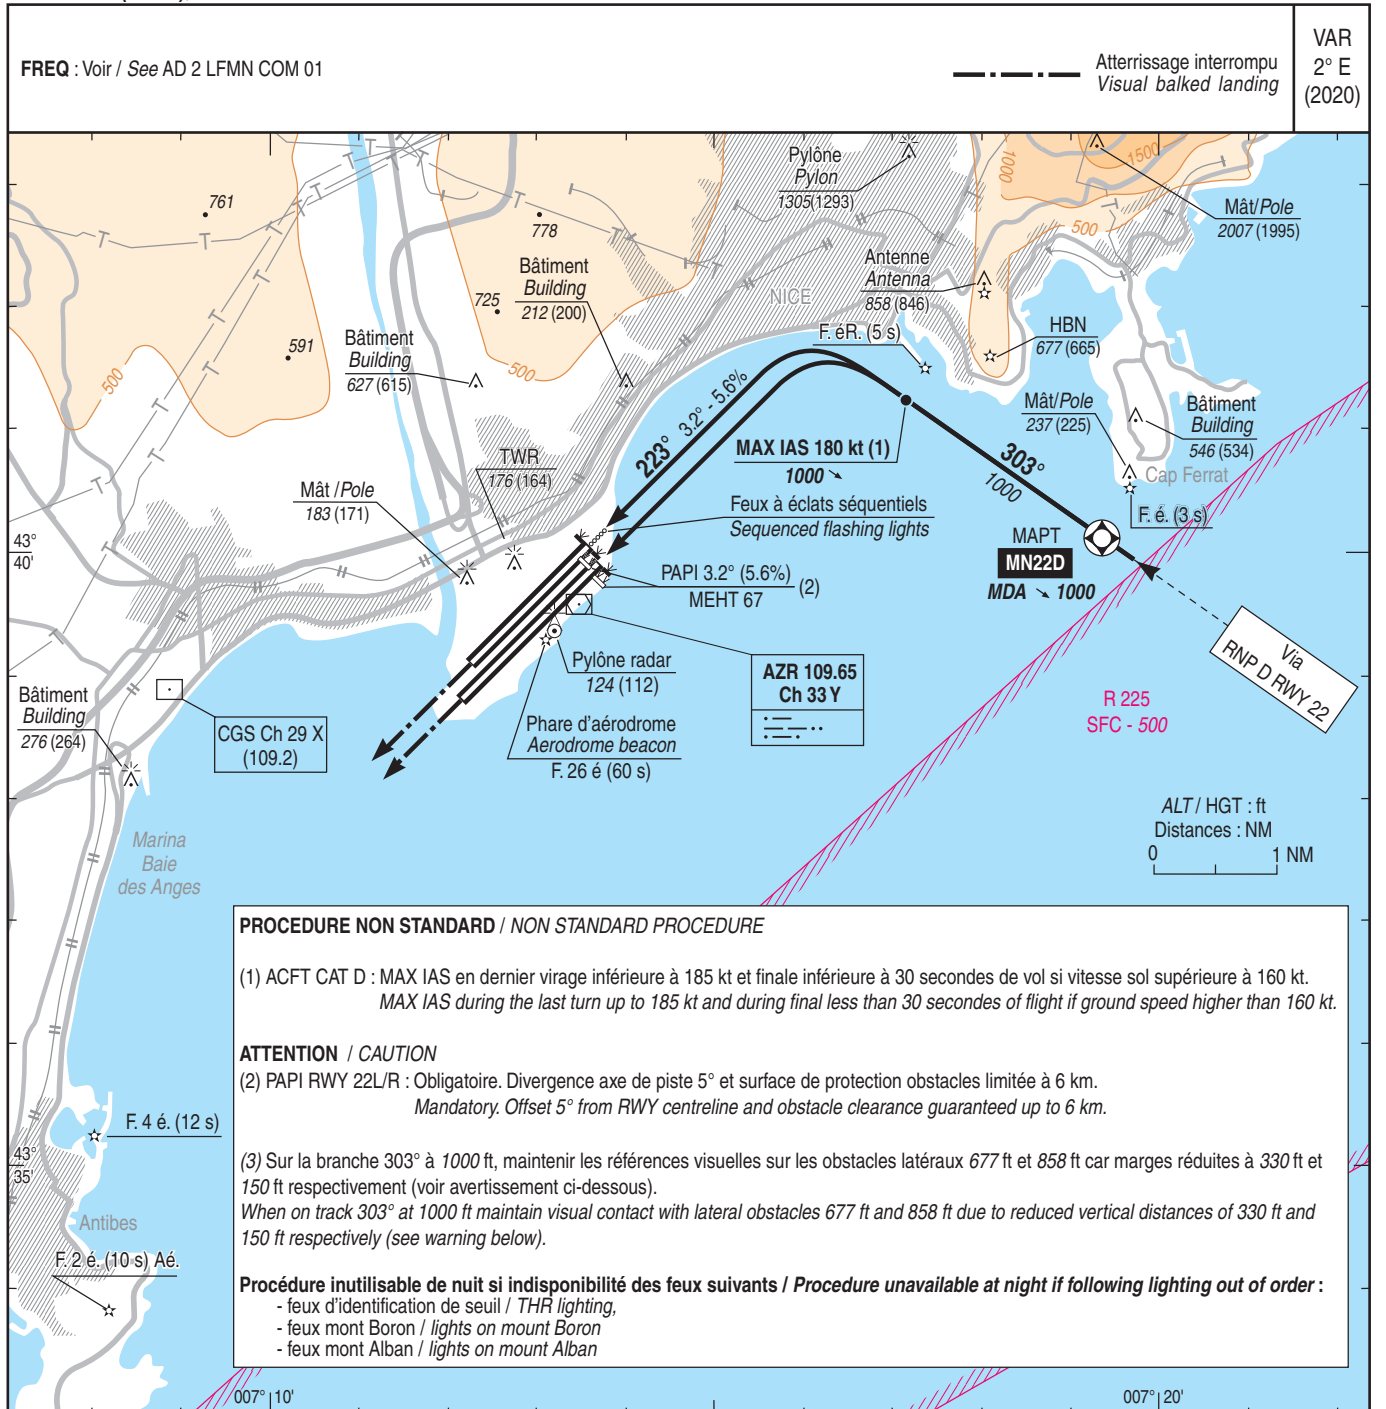 FREQ : Voir / See AD 2 LFMN COM 01
Atterrissage interrompu
Visual balked landing
VAR
2° E
(2020)
Pylône
Pylon
1305(1293)
1000
1500
Mât/Pole
2007 (1995)
500
761
778
Bâtiment
Building
212 (200)
725
Antenne
Antenna
858 (846)
NICE
591
500
500
Bâtiment
Building
627 (615)
F. éR. (5 s)
HBN
677 (665)
Mât/Pole
237 (225)
Bâtiment
Building
546 (534)
Cap Ferrat
F. é. (3 s)
223° 3.2° - 5.6%
MAX IAS 180 kt (1)
1000
303°
1000
TWR
176 (164)
Mât /Pole
183 (171)
Feux à éclats séquentiels
Sequenced flashing lights
MAPT
MN22D
MDA 1000
43°
40'
PAPI 3.2° (5.6%)
MEHT 67
(2)
Via
RNP D RWY 22
Pylône radar
124 (112)
AZR 109.65
Ch 33 Y
R 225
SFC - 500
Bâtiment
Building
276 (264)
CGS Ch 29 X
(109.2)
Phare d'aérodrome
Aerodrome beacon
F. 26 é (60 s)
ALT / HGT : ft
Distances : NM
0 1 NM
Marina
Baie
des Anges
PROCEDURE NON STANDARD / NON STANDARD PROCEDURE
(1) ACFT CAT D : MAX IAS en dernier virage inférieure à 185 kt et finale inférieure à 30 secondes de vol si vitesse sol supérieure à 160 kt.
MAX IAS during the last turn up to 185 kt and during final less than 30 secondes of flight if ground speed higher than 160 kt.
ATTENTION / CAUTION
(2) PAPI RWY 22L/R : Obligatoire. Divergence axe de piste 5° et surface de protection obstacles limitée à 6 km.
Mandatory. Offset 5° from RWY centreline and obstacle clearance guaranteed up to 6 km.
(3) Sur la branche 303° à 1000 ft, maintenir les références visuelles sur les obstacles latéraux 677 ft et 858 ft car marges réduites à 330 ft et
150 ft respectivement (voir avertissement ci-dessous).
When on track 303° at 1000 ft maintain visual contact with lateral obstacles 677 ft and 858 ft due to reduced vertical distances of 330 ft and
150 ft respectively (see warning below).
Procédure inutilisable de nuit si indisponibilité des feux suivants / Procedure unavailable at night if following lighting out of order :
- feux d'identification de seuil / THR lighting,
- feux mont Boron / lights on mount Boron
- feux mont Alban / lights on mount Alban
F. 4 é. (12 s)
43°
35'
Antibes
F. 2 é. (10 s) Aé.
007° 10'
007° 20'